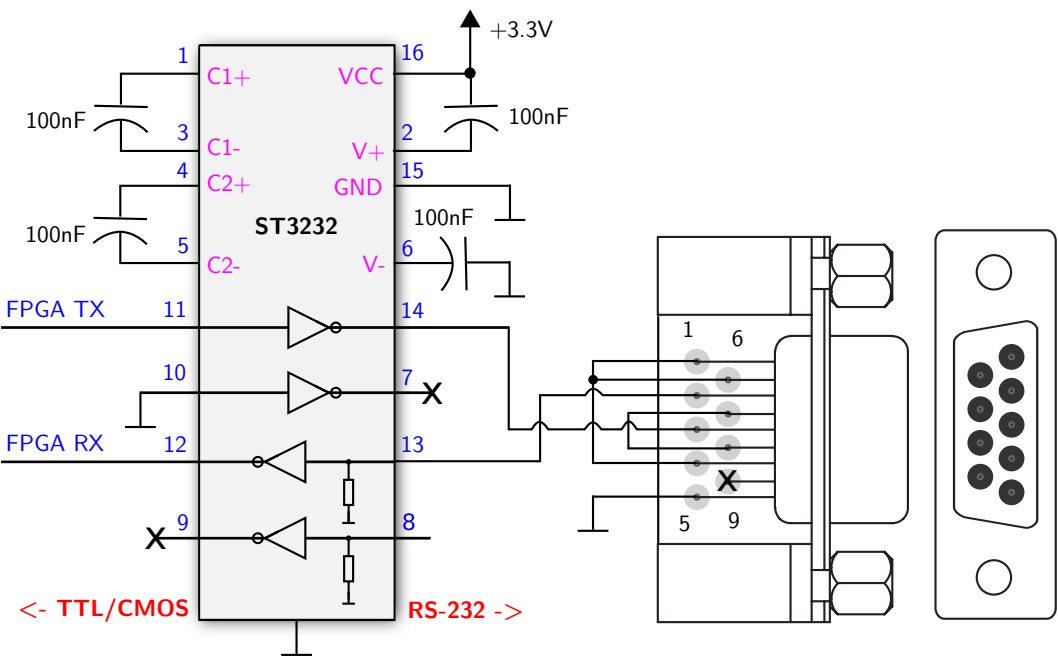 +3.3V
1
16
C1+
VCC
100nF
100nF
3
2
C1-
V+
4
15
C2+
GND
100nF
ST3232
100nF
5
6
C2-
V-
FPGA TX
11
14
10
7
X
FPGA RX
12
13
X
9
8
<- TTL/CMOS
RS-232 ->
1
6
X
5
9